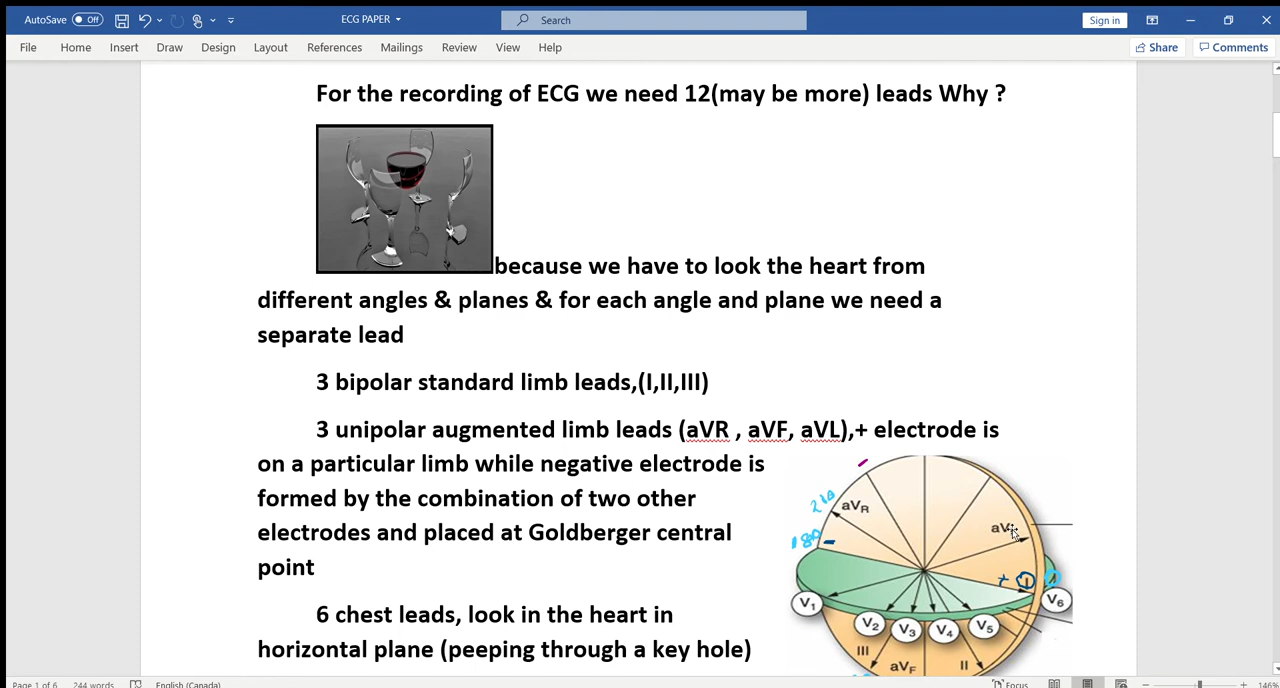 AutoSave Off ECG PAPER Search Sign in
File Home Insert Draw Design Layout References Mailings Review View Help Share Comments
For the recording of ECG we need 12(may be more) leads Why ?
because we have to look the heart from
different angles & planes & for each angle and plane we need a
separate lead
3 bipolar standard limb leads,(I,II,III)
3 unipolar augmented limb leads (aVR , aVF, aVL),+ electrode is
on a particular limb while negative electrode is
formed by the combination of two other
electrodes and placed at Goldberger central
point
6 chest leads, look in the heart in
horizontal plane (peeping through a key hole)
210
aVR
180
+ I
V1
V2
V3
V4
V5
V6
III
aVF
II
Page 1 of 6 244 words English (Canada) Focus 146%